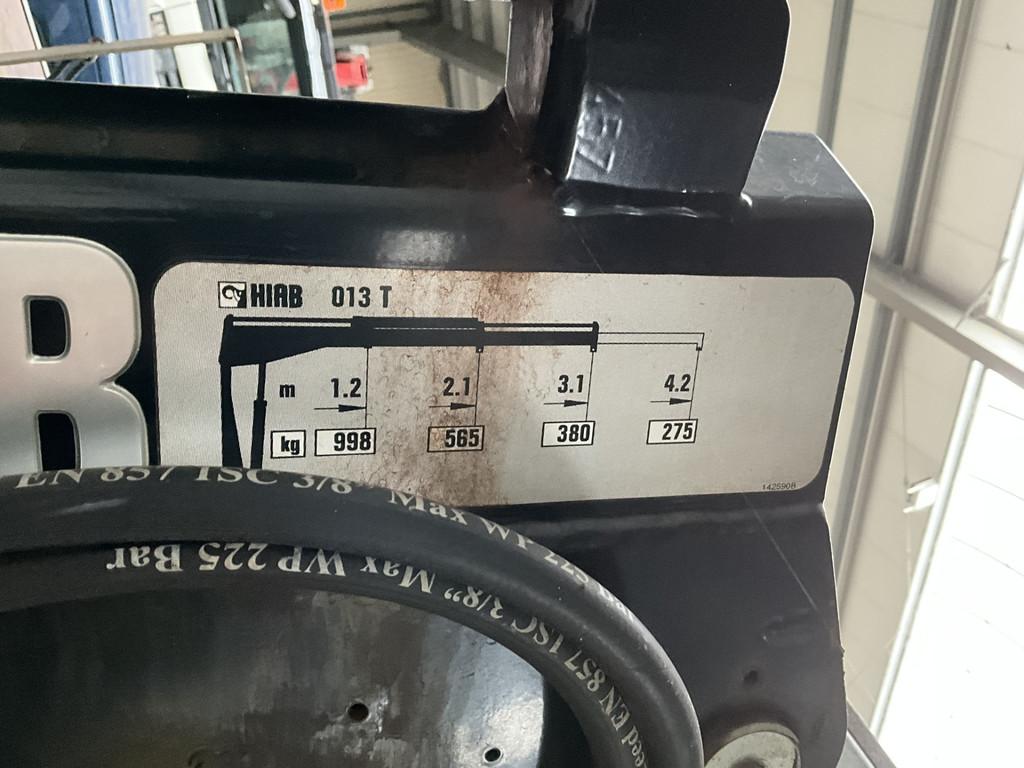 HIAB 013 T
m 1.2 2.1 3.1 4.2
kg 998 565 380 275
1425908
B
EN 857 1SC 3/8" Max WP 225
EN 857 1SC 3/8" Max WP 225 Bar